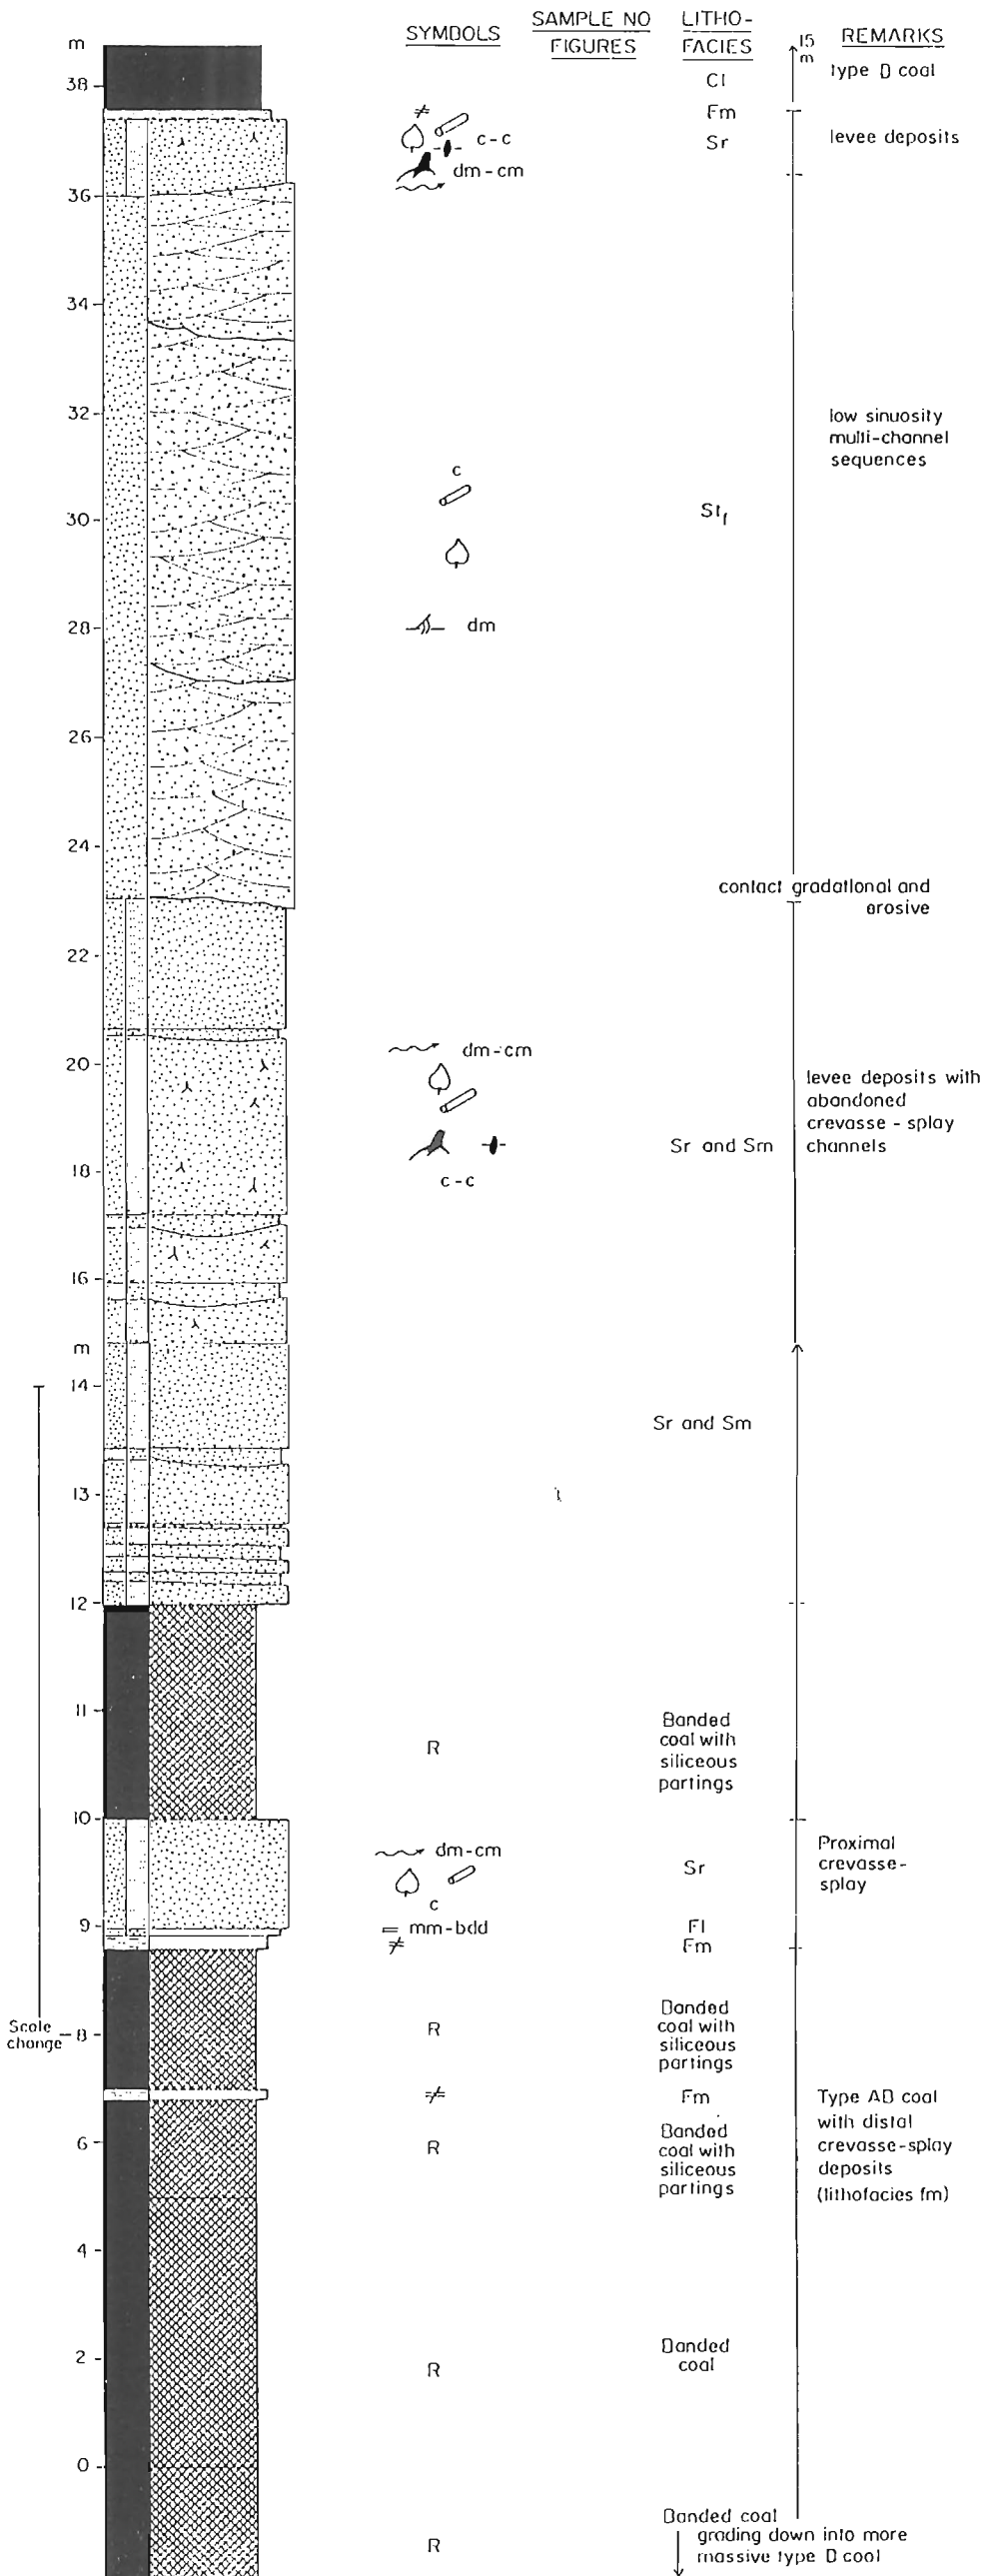 SYMBOLS
SAMPLE NO
FIGURES
LITHO-
FACIES
REMARKS
m
15
m
38
Cl
type D coal
Fm
c-c
Sr
levee deposits
dm-cm
36
34
32
low sinuosity
multi-channel
sequences
c
30
St
28
dm
26
24
contact gradational and
erosive
22
20
dm-cm
levee deposits with
abandoned
crevasse - splay
channels
18
Sr and Sm
c-c
16
m
14
Sr and Sm
13
12
11
R
Banded
coal with
siliceous
partings
10
dm-cm
Sr
Proximal
crevasse-
splay
c
9
mm-bdd
Fl
Fm
Scale
change
8
R
Banded
coal with
siliceous
partings
Fm
Type AD coal
with distal
crevasse-splay
deposits
(lithofacies fm)
6
R
Banded
coal with
siliceous
partings
4
2
R
Banded
coal
0
Banded coal
grading down into more
massive type D coal
R